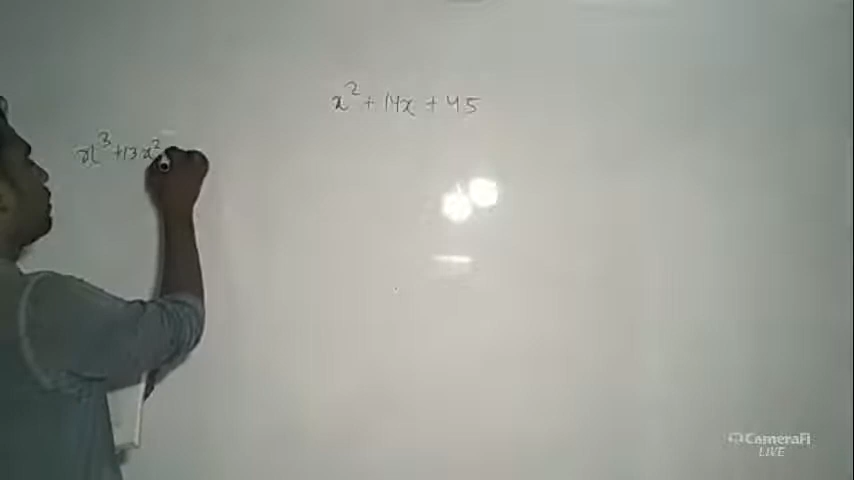 x² + 14x + 45
x³ + 13x²
CameraFi
LIVE